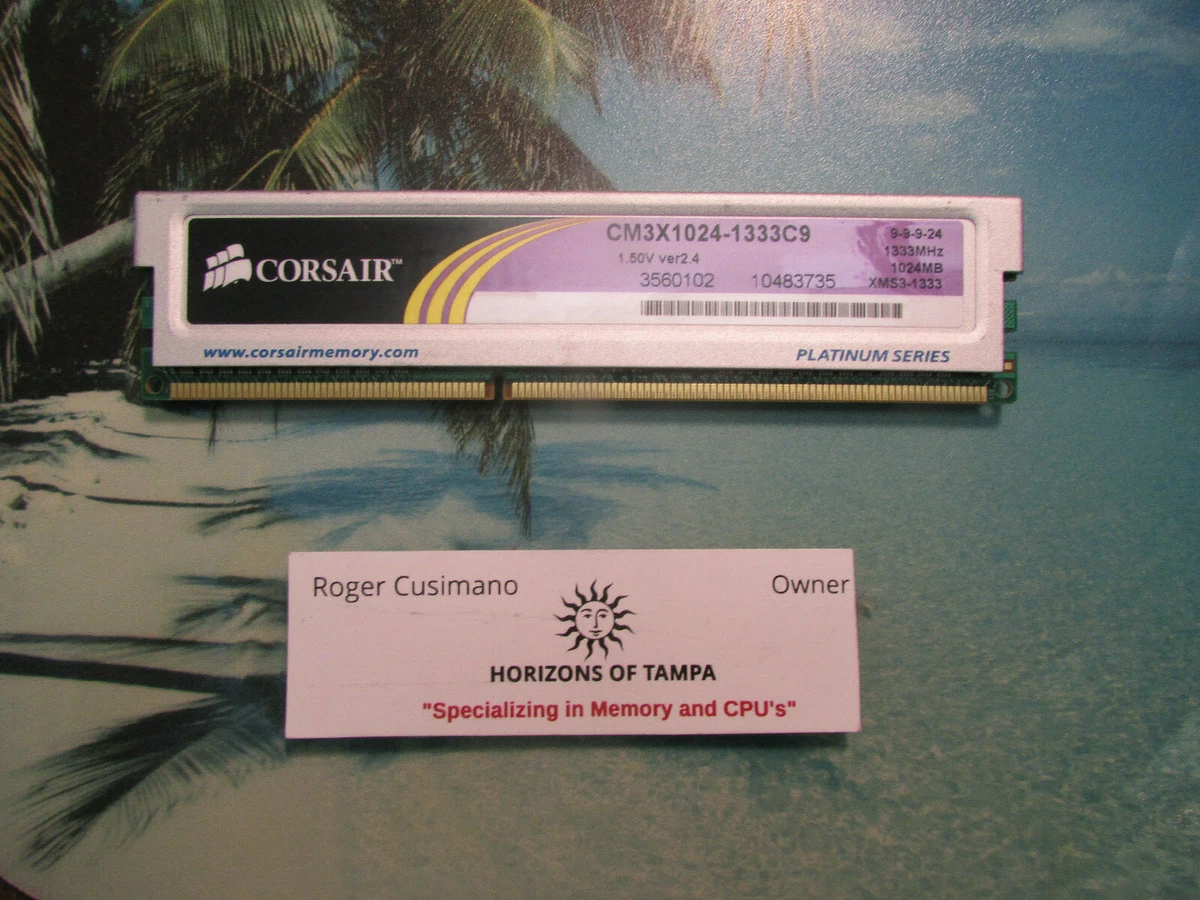 CORSAIR™
CM3X1024-1333C9
1.50V ver2.4
3560102 10483735
9-9-9-24
1333MHz
1024MB
XMS3-1333
www.corsairmemory.com
PLATINUM SERIES
Roger Cusimano
Owner
HORIZONS OF TAMPA
"Specializing in Memory and CPU's"